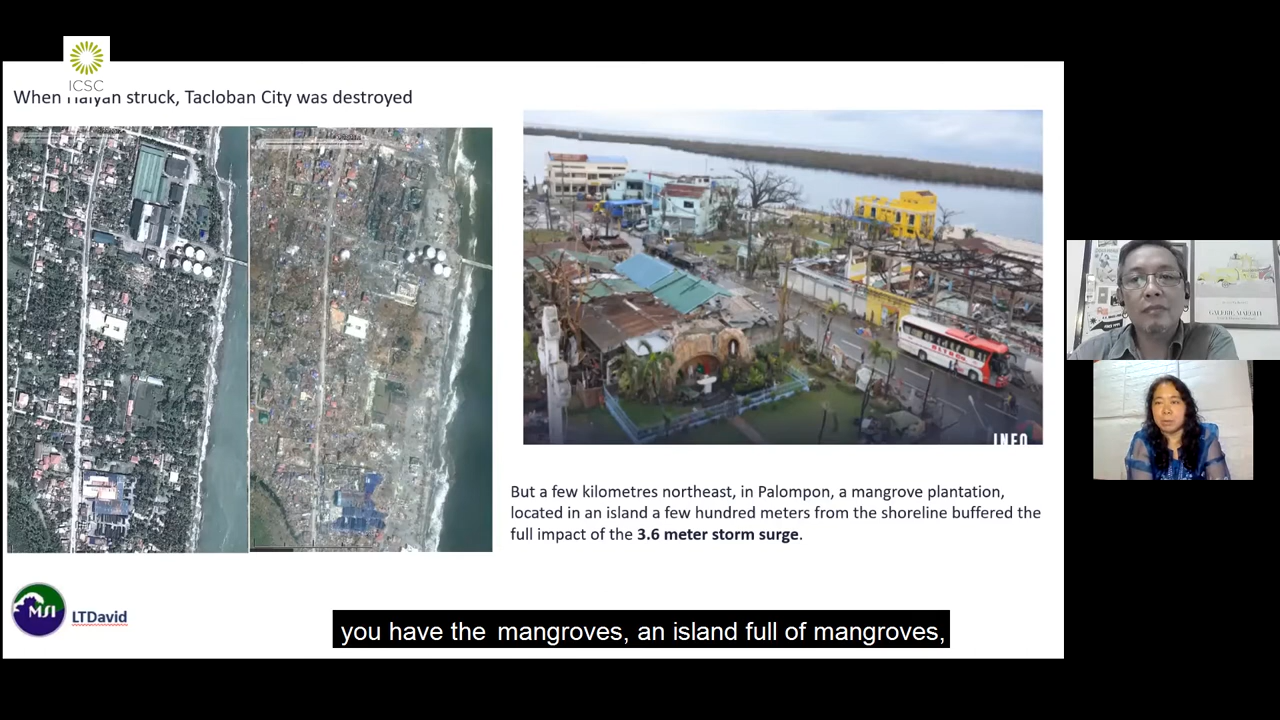 ICSC
When Haiyan struck, Tacloban City was destroyed
INFO
But a few kilometres northeast, in Palompon, a mangrove plantation,
located in an island a few hundred meters from the shoreline buffered the
full impact of the 3.6 meter storm surge.
MSI
LTDavid
you have the mangroves, an island full of mangroves,